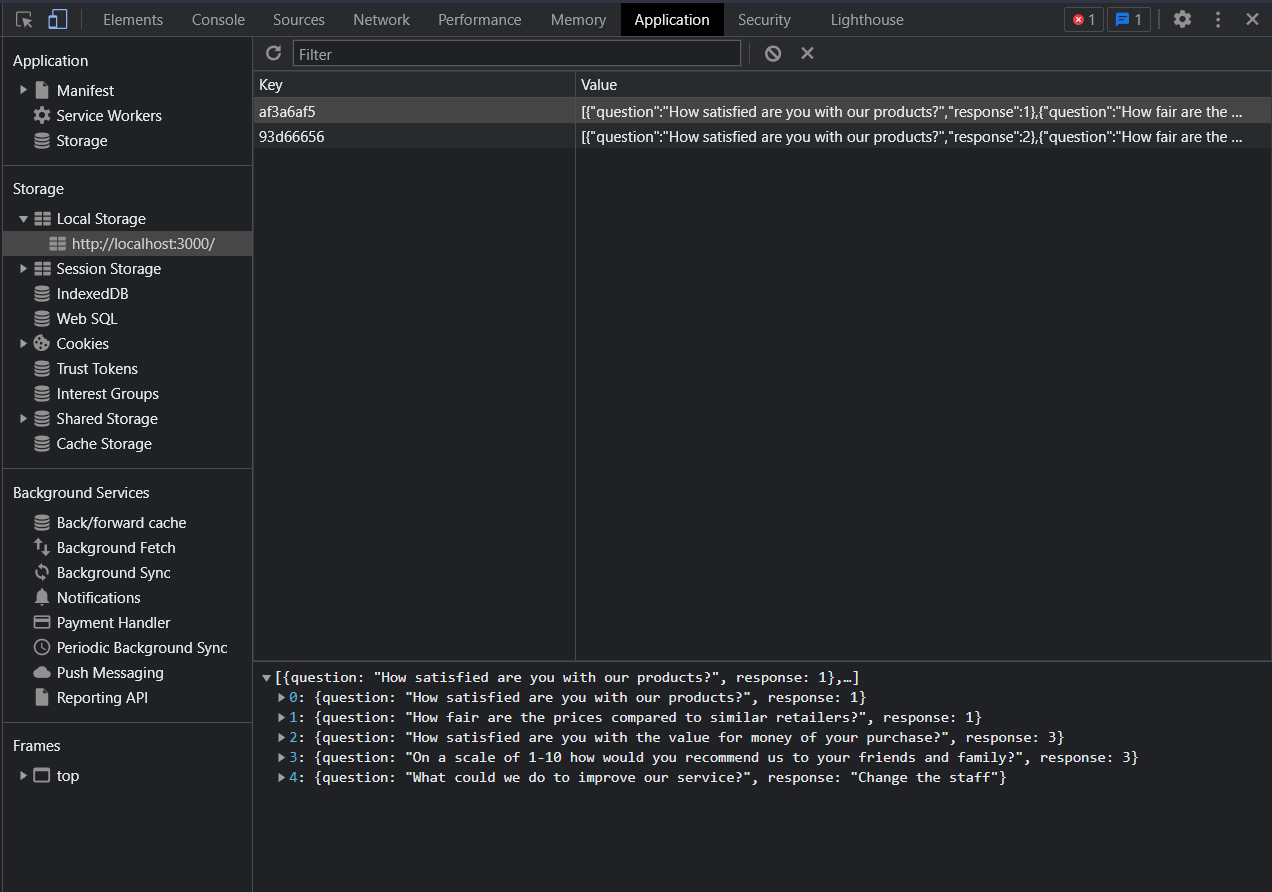 Elements Console Sources Network Performance Memory Application Security Lighthouse 1 1
Application
Manifest
Service Workers
Storage
Storage
Local Storage
http://localhost:3000/
Session Storage
IndexedDB
Web SQL
Cookies
Trust Tokens
Interest Groups
Shared Storage
Cache Storage
Background Services
Back/forward cache
Background Fetch
Background Sync
Notifications
Payment Handler
Periodic Background Sync
Push Messaging
Reporting API
Frames
top
Filter
Key Value
af3a6af5 [{"question":"How satisfied are you with our products?","response":1},{"question":"How fair are the ...
93d66656 [{"question":"How satisfied are you with our products?","response":2},{"question":"How fair are the ...
[{question: "How satisfied are you with our products?", response: 1},…]
0: {question: "How satisfied are you with our products?", response: 1}
1: {question: "How fair are the prices compared to similar retailers?", response: 1}
2: {question: "How satisfied are you with the value for money of your purchase?", response: 3}
3: {question: "On a scale of 1-10 how would you recommend us to your friends and family?", response: 3}
4: {question: "What could we do to improve our service?", response: "Change the staff"}